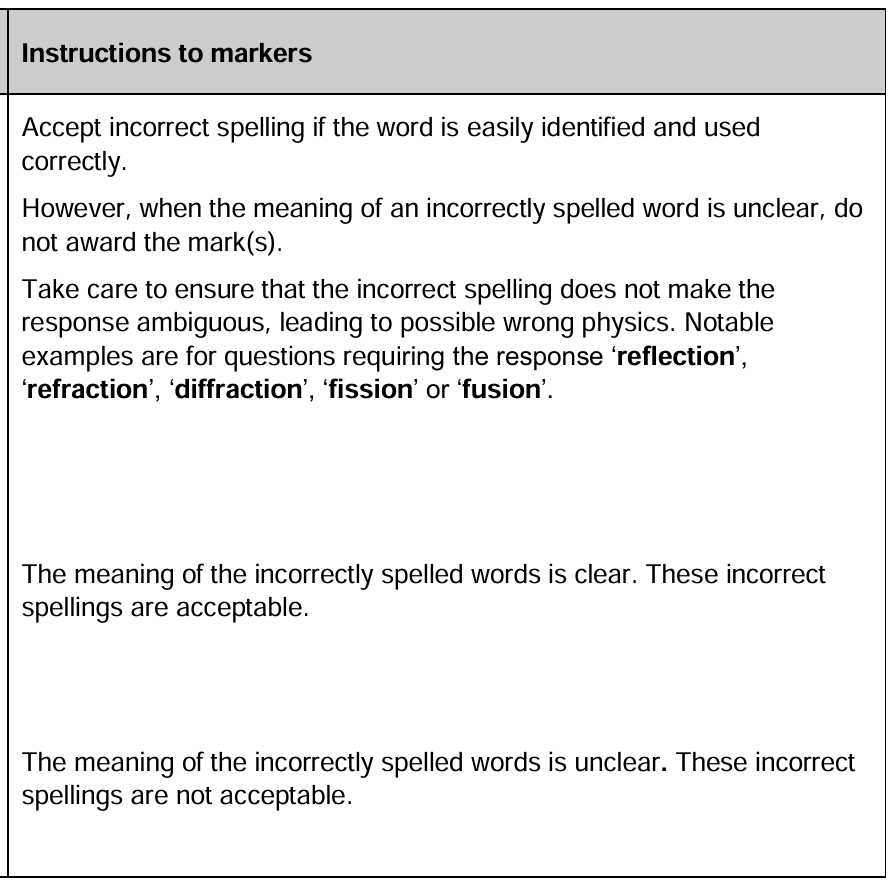 Instructions to markers
Accept incorrect spelling if the word is easily identified and used
correctly.
However, when the meaning of an incorrectly spelled word is unclear, do
not award the mark(s).
Take care to ensure that the incorrect spelling does not make the
response ambiguous, leading to possible wrong physics. Notable
examples are for questions requiring the response ‘reflection’,
‘refraction’, ‘diffraction’, ‘fission’ or ‘fusion’.
The meaning of the incorrectly spelled words is clear. These incorrect
spellings are acceptable.
The meaning of the incorrectly spelled words is unclear. These incorrect
spellings are not acceptable.